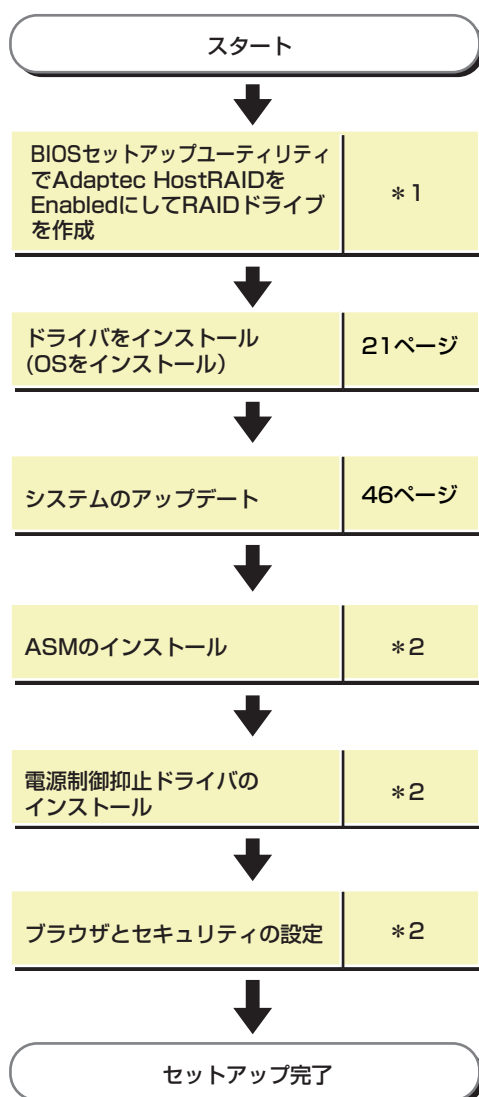 スタート
BIOSセットアップユーティリティ
でAdaptec HostRAIDを
EnabledにしてRAIDドライブ
を作成
＊1
ドライバをインストール
(OSをインストール）
21ページ
システムのアップデート
46ページ
ASMのインストール
＊2
電源制御抑止ドライバの
インストール
＊2
ブラウザとセキュリティの設定
＊2
セットアップ完了